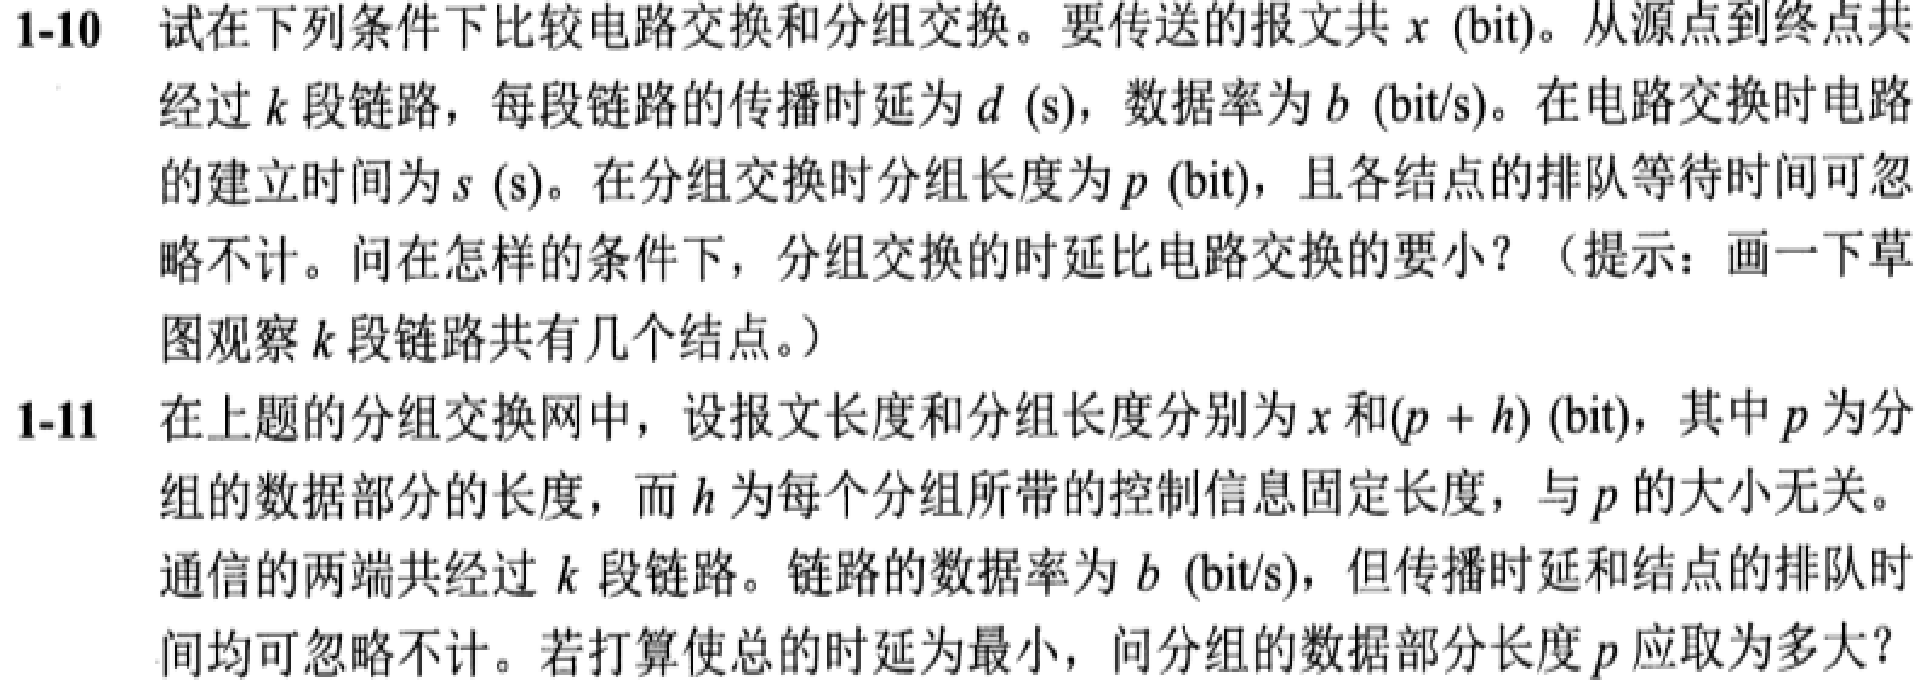 1-10 试在下列条件下比较电路交换和分组交换。要传送的报文共 x (bit)。从源点到终点共
经过 k 段链路，每段链路的传播时延为 d (s)，数据率为 b (bit/s)。在电路交换时电路
的建立时间为 s (s)。在分组交换时分组长度为 p (bit)，且各结点的排队等待时间可忽
略不计。问在怎样的条件下，分组交换的时延比电路交换的要小？（提示：画一下草
图观察 k 段链路共有几个结点。）
1-11 在上题的分组交换网中，设报文长度和分组长度分别为 x 和(p + h) (bit)，其中 p 为分
组的数据部分的长度，而 h 为每个分组所带的控制信息固定长度，与 p 的大小无关。
通信的两端共经过 k 段链路。链路的数据率为 b (bit/s)，但传播时延和结点的排队时
间均可忽略不计。若打算使总的时延为最小，问分组的数据部分长度 p 应取为多大？